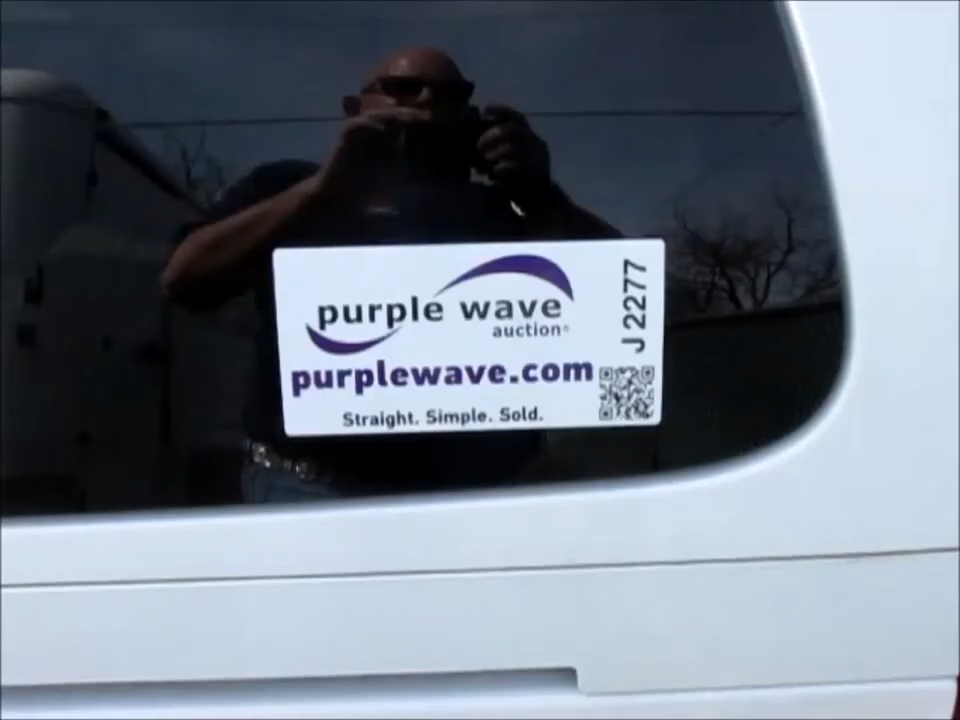 purple wave
auction®
purplewave.com
Straight. Simple. Sold.
J 2277